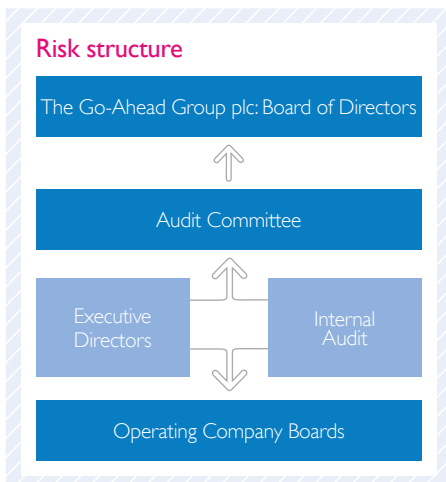 Risk structure
The Go-Ahead Group plc: Board of Directors
Audit Committee
Executive
Directors
Internal
Audit
Operating Company Boards